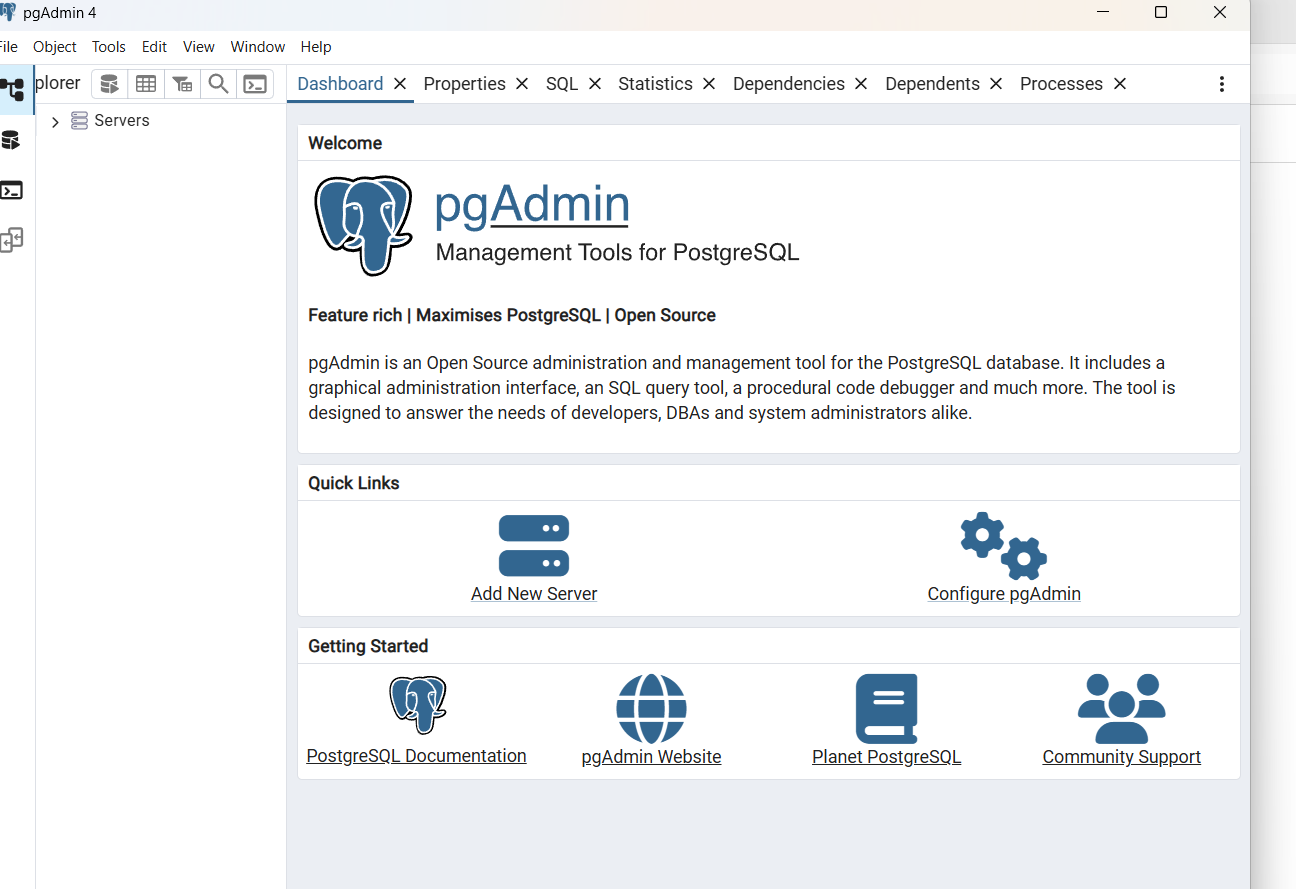 pgAdmin 4
File Object Tools Edit View Window Help
plorer
Dashboard Properties SQL Statistics Dependencies Dependents Processes
Servers
Welcome
pgAdmin
Management Tools for PostgreSQL
Feature rich | Maximises PostgreSQL | Open Source
pgAdmin is an Open Source administration and management tool for the PostgreSQL database. It includes a
graphical administration interface, an SQL query tool, a procedural code debugger and much more. The tool is
designed to answer the needs of developers, DBAs and system administrators alike.
Quick Links
Add New Server
Configure pgAdmin
Getting Started
PostgreSQL Documentation
pgAdmin Website
Planet PostgreSQL
Community Support